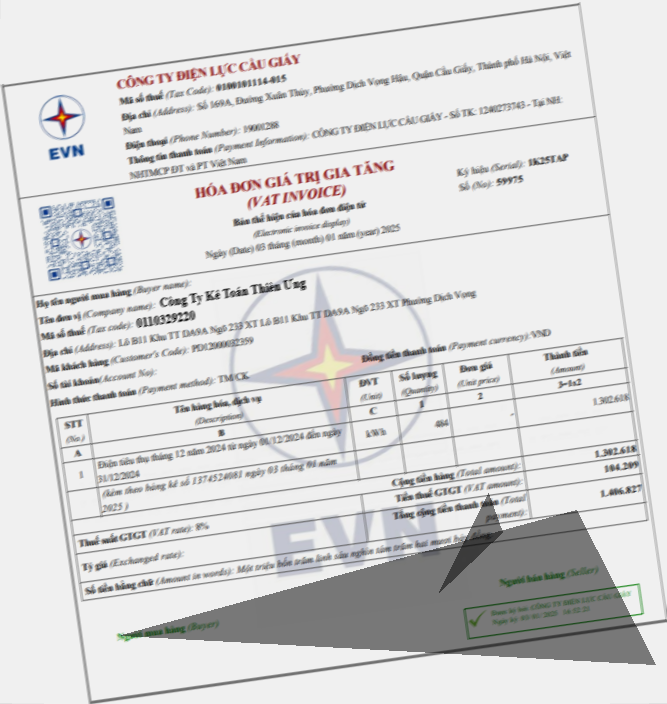 CÔNG TY ĐIỆN LỰC CẦU GIẤY
Mã số thuế (Tax Code): 0100101114-015
Địa chỉ (Address): Số 169A, Đường Xuân Thủy, Phường Dịch Vọng Hậu, Quận Cầu Giấy, Thành phố Hà Nội, Việt
Nam
Điện thoại (Phone Number): 19001288
Thông tin thanh toán (Payment Information): CÔNG TY ĐIỆN LỰC CẦU GIẤY - Số TK: 1240273743 - Tại NH:
NHTMCP ĐT và PT Việt Nam
EVN
HÓA ĐƠN GIÁ TRỊ GIA TĂNG
(VAT INVOICE)
Bản thể hiện của hóa đơn điện tử
(Electronic invoice display)
Ngày (Date) 03 tháng (month) 01 năm (year) 2025
Ký hiệu (Serial): 1K25TAP
Số (No): 59975
Họ tên người mua hàng (Buyer name):
Tên đơn vị (Company name): Công Ty Kế Toán Thiên Ưng
Mã số thuế (Tax code): 0110329220
Địa chỉ (Address): Lô B11 Khu TT DA9A Ngõ 233 XT Lô B11 Khu TT DA9A Ngõ 233 XT Phường Dịch Vọng
Mã khách hàng (Customer's Code): PD12000032359
Số tài khoản(Account No):
Hình thức thanh toán (Payment method): TM/CK
Đồng tiền thanh toán (Payment currency): VND
STT (No.) Tên hàng hóa, dịch vụ (Description) ĐVT (Unit) Số lượng (Quantity) Đơn giá (Unit price) Thành tiền (Amount)
A B C 1 2 3=1x2
1 Điện tiêu thụ tháng 12 năm 2024 từ ngày 01/12/2024 đến ngày kWh 484 - 1.302.618
31/12/2024
(kèm theo bảng kê số 1374524081 ngày 03 tháng 01 năm
2025 )
Cộng tiền hàng (Total amount): 1.302.618
Thuế suất GTGT (VAT rate): 8% Tiền thuế GTGT (VAT amount): 104.209
Tỷ giá (Exchanged rate): Tổng cộng tiền thanh toán (Total 1.406.827
payment):
Số tiền bằng chữ (Amount in words): Một triệu bốn trăm linh sáu nghìn tám trăm hai mươi bảy đồng.
EVN
Người mua hàng (Buyer)
Người bán hàng (Seller)
Được ký bởi: CÔNG TY ĐIỆN LỰC CẦU GIẤY